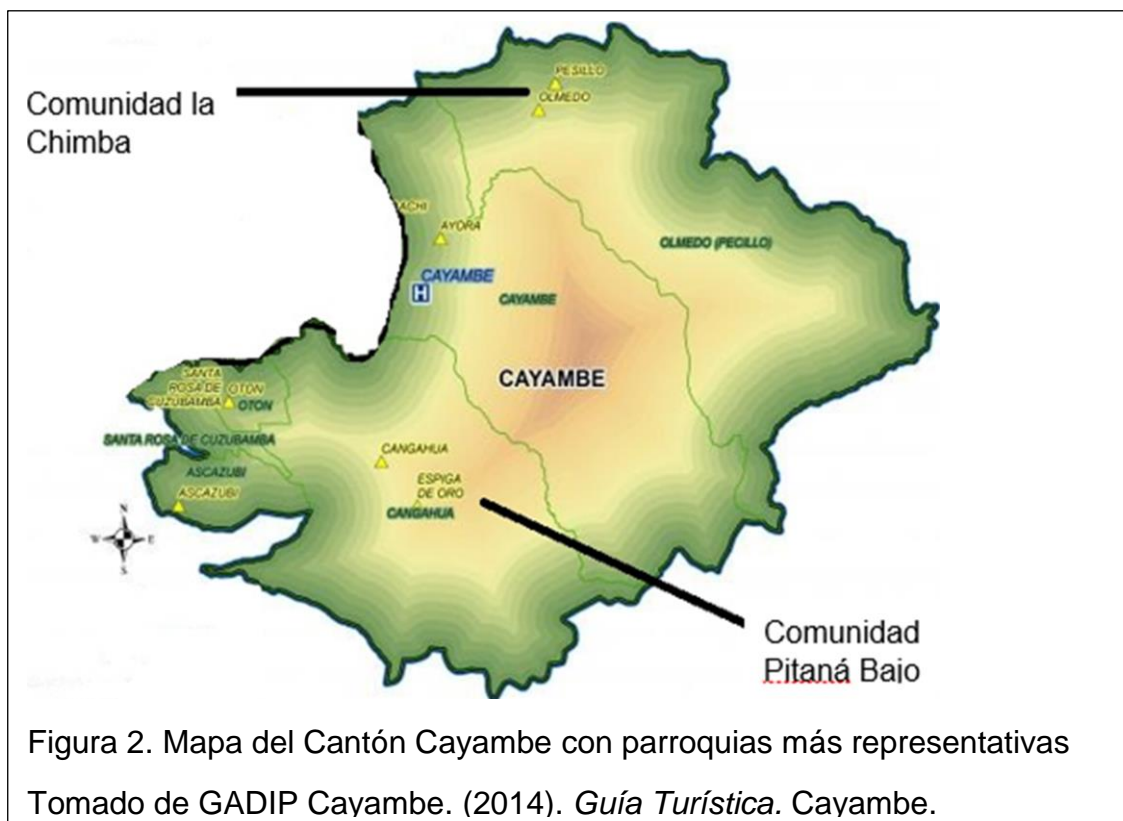 Comunidad la
Chimba
PESILLO
OLMEDO
ACHI
AYORA
OLMEDO (PECILLO)
CAYAMBE
H
CAYAMBE
CAYAMBE
SANTA
ROSA DE
CUZUBAMBA
OTON
OTON
SANTA ROSA DE CUZUBAMBA
ASCAZUBI
ASCAZUBI
CANGAHUA
ESPIGA
DE ORO
CANGAHUA
N
W
E
S
Comunidad
Pitaná Bajo
Figura 2. Mapa del Cantón Cayambe con parroquias más representativas
Tomado de GADIP Cayambe. (2014). Guía Turística. Cayambe.